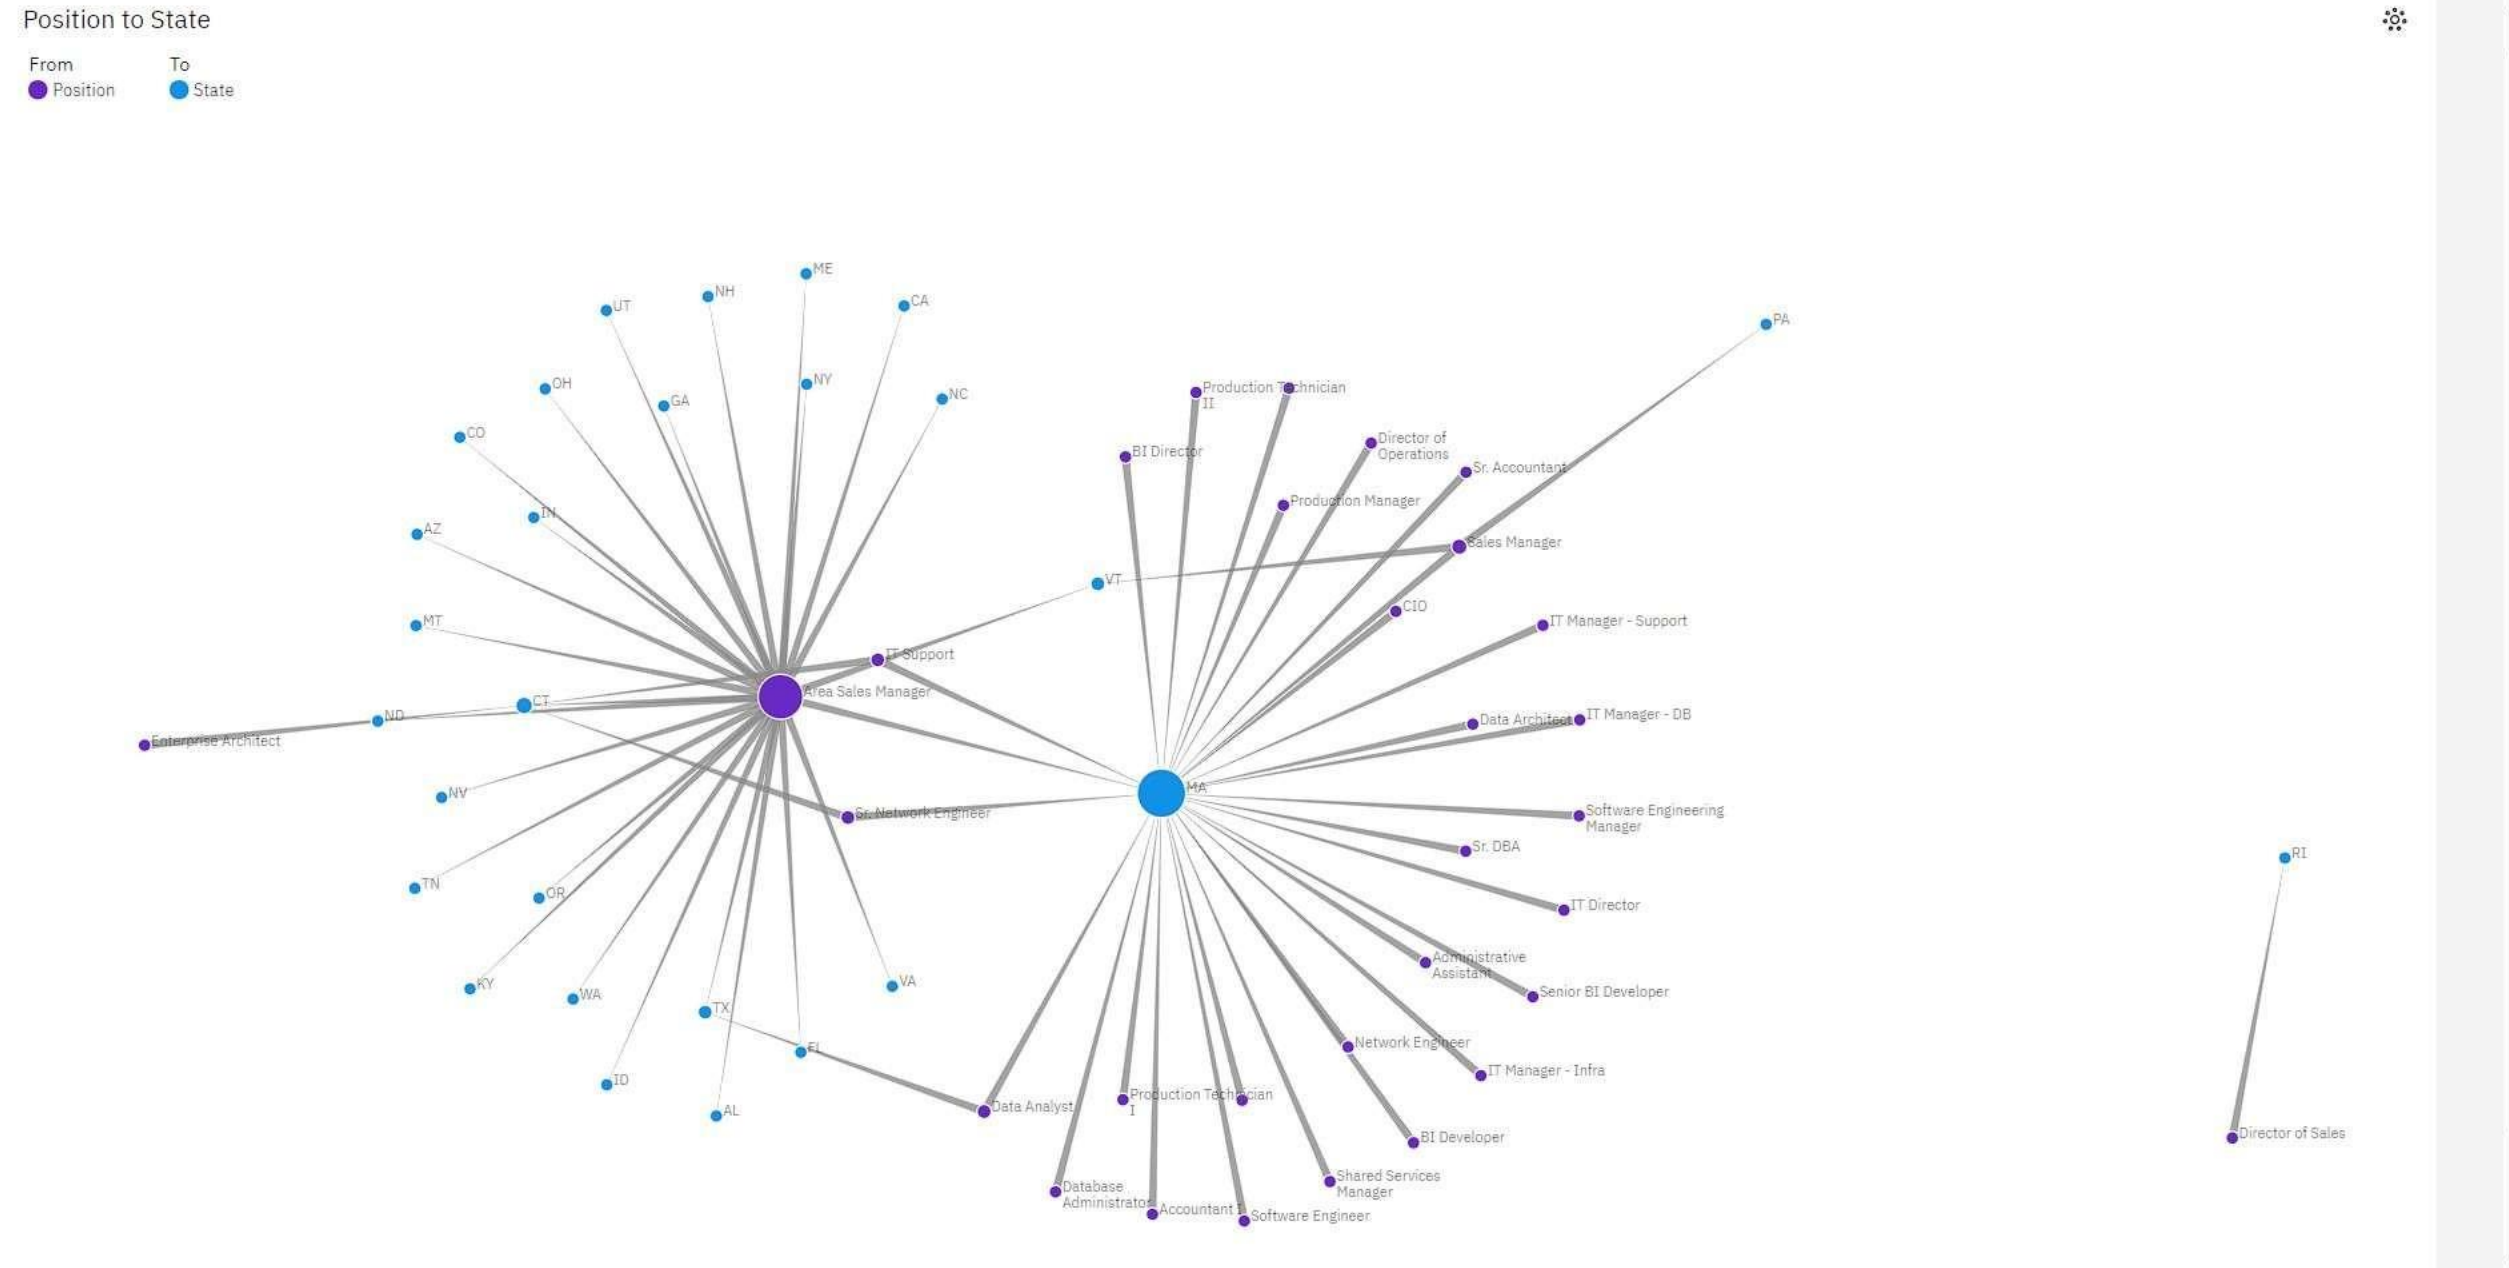 Position to State
From To
Position State
ME
NH
CA
UT
PA
NY
OH
Production Technician
II
NC
GA
CO
Director of
Operations
BI Director
Sr. Accountant
Production Manager
IN
AZ
Sales Manager
VT
CIO
MT
IT Manager - Support
IT Support
Area Sales Manager
CT
ND
Data Architect
IT Manager - DB
Enterprise Architect
MA
NV
Sr. Network Engineer
Software Engineering
Manager
Sr. DBA
RI
TN
OR
IT Director
Administrative
Assistant
KY
WA
VA
Senior BI Developer
TX
FL
Network Engineer
ID
IT Manager - Infra
AL
Data Analyst
Production Technician
I
BI Developer
Director of Sales
Shared Services
Manager
Database
Administrator
Accountant I
Software Engineer